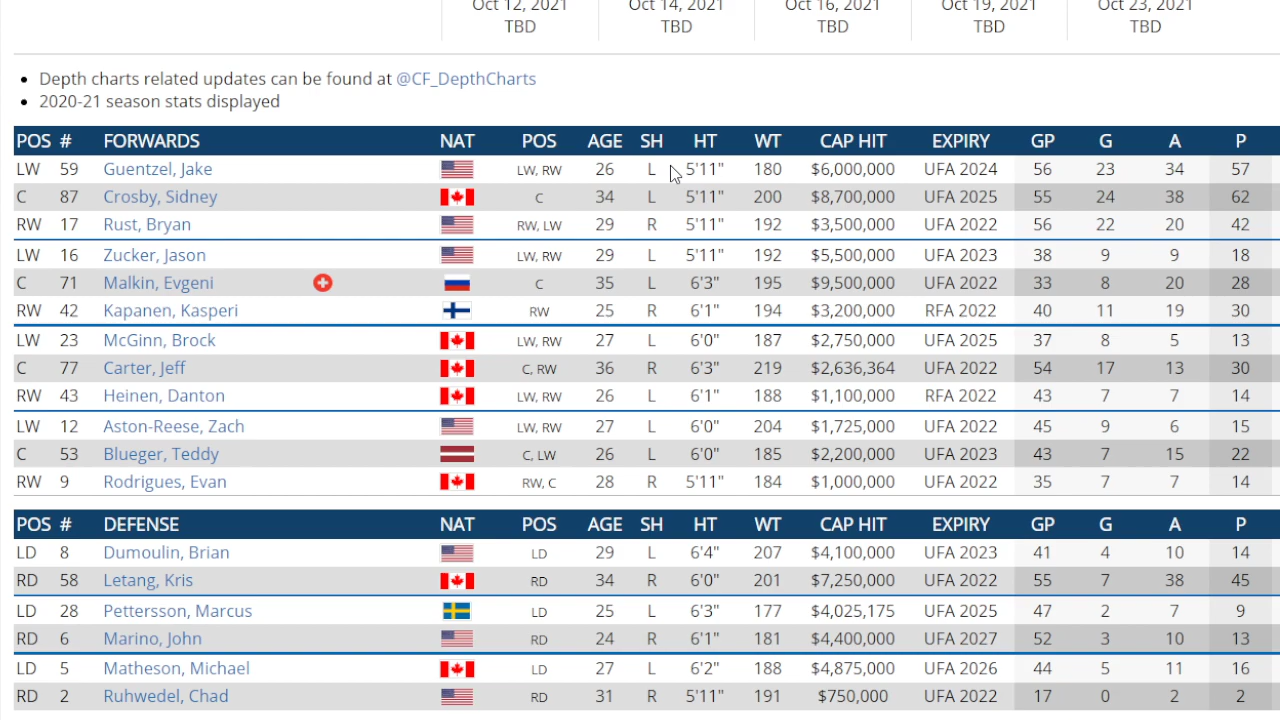 Oct 12, 2021 Oct 14, 2021 Oct 16, 2021 Oct 19, 2021 Oct 23, 2021
TBD TBD TBD TBD TBD
• Depth charts related updates can be found at @CF_DepthCharts
• 2020-21 season stats displayed
POS # FORWARDS NAT POS AGE SH HT WT CAP HIT EXPIRY GP G A P
LW 59 Guentzel, Jake LW, RW 26 L 5'11" 180 $6,000,000 UFA 2024 56 23 34 57
C 87 Crosby, Sidney C 34 L 5'11" 200 $8,700,000 UFA 2025 55 24 38 62
RW 17 Rust, Bryan RW, LW 29 R 5'11" 192 $3,500,000 UFA 2022 56 22 20 42
LW 16 Zucker, Jason LW, RW 29 L 5'11" 192 $5,500,000 UFA 2023 38 9 9 18
C 71 Malkin, Evgeni C 35 L 6'3" 195 $9,500,000 UFA 2022 33 8 20 28
RW 42 Kapanen, Kasperi RW 25 R 6'1" 194 $3,200,000 RFA 2022 40 11 19 30
LW 23 McGinn, Brock LW, RW 27 L 6'0" 187 $2,750,000 UFA 2025 37 8 5 13
C 77 Carter, Jeff C, RW 36 R 6'3" 219 $2,636,364 UFA 2022 54 17 13 30
RW 43 Heinen, Danton LW, RW 26 L 6'1" 188 $1,100,000 RFA 2022 43 7 7 14
LW 12 Aston-Reese, Zach LW, RW 27 L 6'0" 204 $1,725,000 UFA 2022 45 9 6 15
C 53 Blueger, Teddy C, LW 26 L 6'0" 185 $2,200,000 UFA 2023 43 7 15 22
RW 9 Rodrigues, Evan RW, C 28 R 5'11" 184 $1,000,000 UFA 2022 35 7 7 14
POS # DEFENSE NAT POS AGE SH HT WT CAP HIT EXPIRY GP G A P
LD 8 Dumoulin, Brian LD 29 L 6'4" 207 $4,100,000 UFA 2023 41 4 10 14
RD 58 Letang, Kris RD 34 R 6'0" 201 $7,250,000 UFA 2022 55 7 38 45
LD 28 Pettersson, Marcus LD 25 L 6'3" 177 $4,025,175 UFA 2025 47 2 7 9
RD 6 Marino, John RD 24 R 6'1" 181 $4,400,000 UFA 2027 52 3 10 13
LD 5 Matheson, Michael LD 27 L 6'2" 188 $4,875,000 UFA 2026 44 5 11 16
RD 2 Ruhwedel, Chad RD 31 R 5'11" 191 $750,000 UFA 2022 17 0 2 2